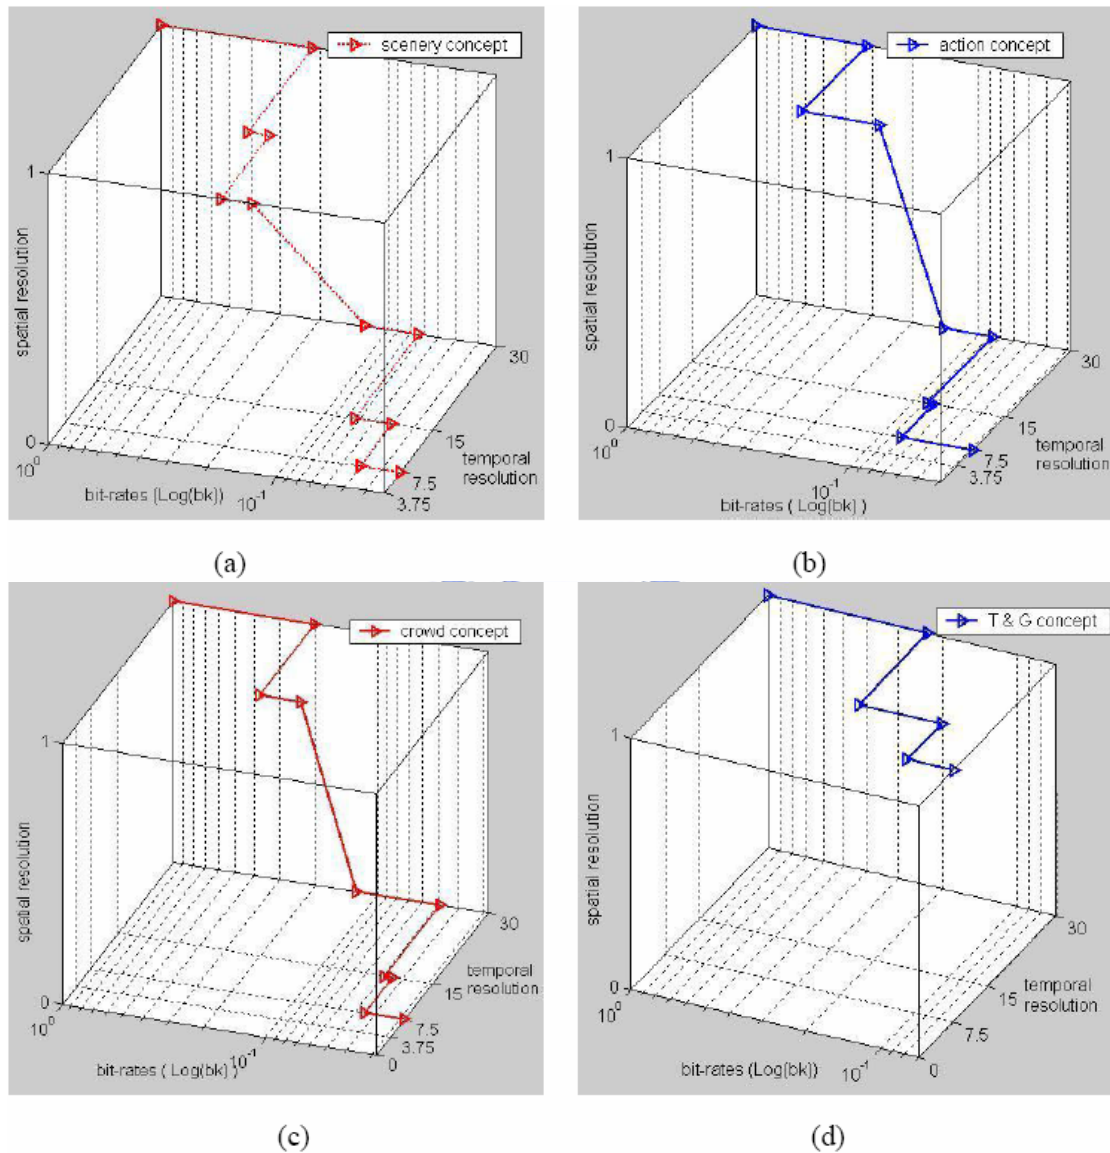 scenery concept
1
spatial resolution
0
10^0
bit-rates (Log(bk))
10^-1
3.75
7.5
15
30
temporal
resolution
(a)
action concept
1
spatial resolution
0
10^0
bit-rates ( Log(bk) )
10^-1
3.75
7.5
15
30
temporal
resolution
(b)
crowd concept
1
spatial resolution
0
10^0
bit-rates ( Log(bk) )
10^-1
0
3.75
7.5
15
30
temporal
resolution
(c)
T & G concept
1
spatial resolution
0
10^0
bit-rates (Log(bk))
10^-1
0
7.5
15
30
temporal
resolution
(d)